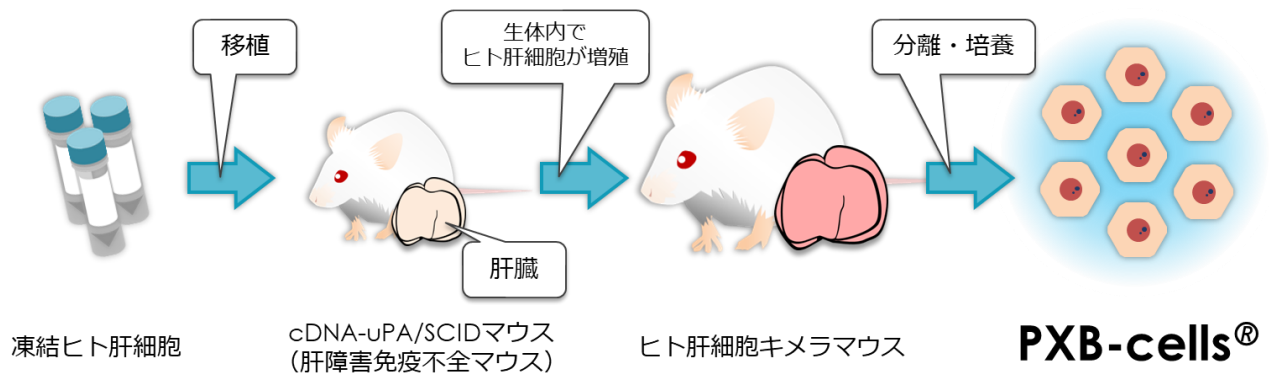 移植
生体内で
ヒト肝細胞が増殖
分離・培養
肝臓
凍結ヒト肝細胞
cDNA-uPA/SCIDマウス
（肝障害免疫不全マウス）
ヒト肝細胞キメラマウス
PXB-cells®